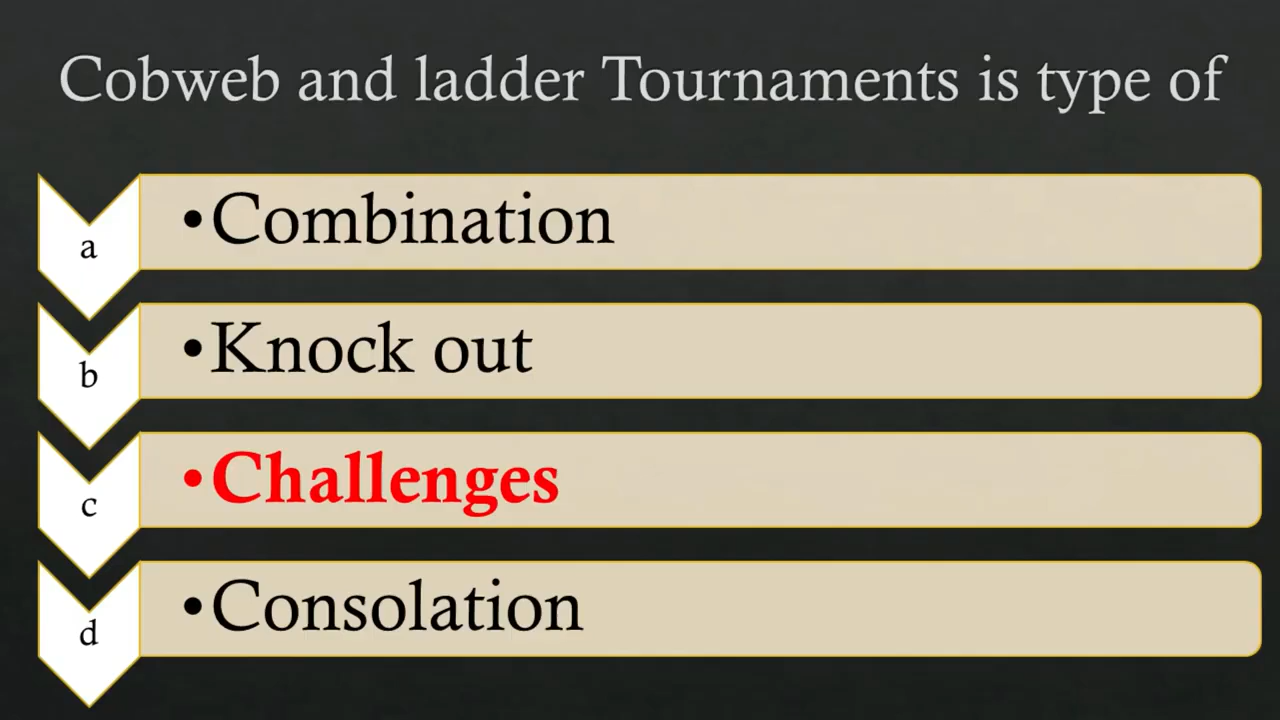 Cobweb and ladder Tournaments is type of
a
•Combination
b
•Knock out
c
•Challenges
d
•Consolation